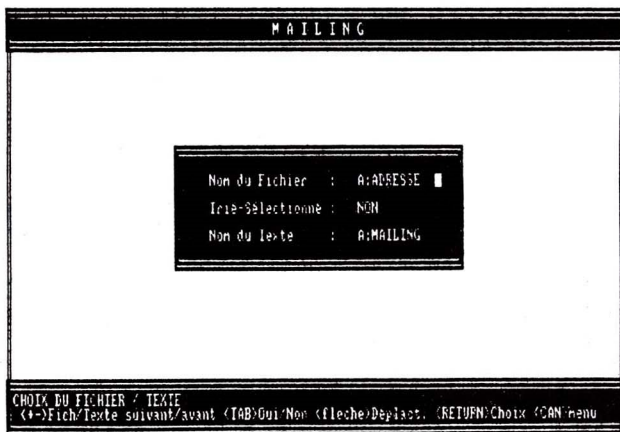 MAILING
Nom du Fichier : A:ADRESSE
Trié-Sélectionné : NON
Nom du Texte : A:MAILING
CHOIX DU FICHIER / TEXTE
<+->Fich/Texte suivant/avant <TAB>Oui/Non <fleche>Deplact. <RETURN>Choix <CAN>menu